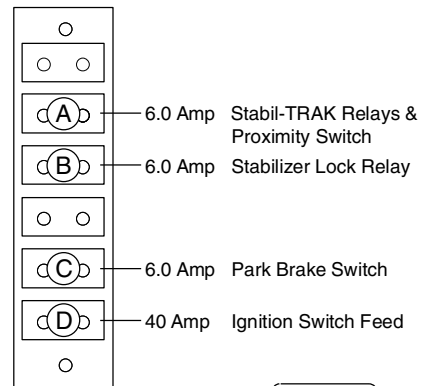 A 6.0 Amp Stabil-TRAK Relays &
Proximity Switch
B 6.0 Amp Stabilizer Lock Relay
C 6.0 Amp Park Brake Switch
D 40 Amp Ignition Switch Feed